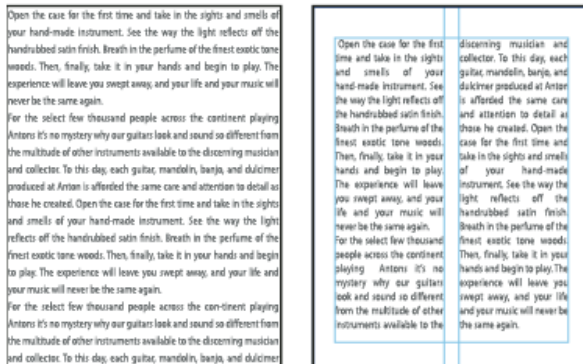 Open the case for the first time and take in the sights and smells of
your hand-made instrument. See the way the light reflects off the
handrubbed satin finish. Breath in the perfume of the finest exotic tone
woods. Then, finally, take it in your hands and begin to play. The
experience will leave you swept away, and your life and your music will
never be the same again.
For the select few thousand people across the continent playing
Antons it's no mystery why our guitars look and sound so different from
the multitude of other instruments available to the discerning musician
and collector. To this day, each guitar, mandolin, banjo, and dulcimer
produced at Anton is afforded the same care and attention to detail as
those he created. Open the case for the first time and take in the sights
and smells of your hand-made instrument. See the way the light
reflects off the handrubbed satin finish. Breath in the perfume of the
finest exotic tone woods. Then, finally, take it in your hands and begin
to play. The experience will leave you swept away, and your life and
your music will never be the same again.
For the select few thousand people across the con-tinent playing
Antons it's no mystery why our guitars look and sound so different from
the multitude of other instruments available to the discerning musician
and collector. To this day, each guitar, mandolin, banjo, and dulcimer
Open the case for the first
time and take in the sights
and smells of your
hand-made instrument. See
the way the light reflects off
the handrubbed satin finish.
Breath in the perfume of the
finest exotic tone woods.
Then, finally, take it in your
hands and begin to play.
The experience will leave
you swept away, and your
life and your music will
never be the same again.
For the select few thousand
people across the continent
playing Antons it's no
mystery why our guitars
look and sound so different
from the multitude of other
instruments available to the
discerning musician and
collector. To this day, each
guitar, mandolin, banjo, and
dulcimer produced at Anton
is afforded the same care
and attention to detail as
those he created. Open the
case for the first time and
take in the sights and smells
of your hand-made
instrument. See the way the
light reflects off the
handrubbed satin finish.
Breath in the perfume of the
finest exotic tone woods.
Then, finally, take it in your
hands and begin to play. The
experience will leave you
swept away, and your life
and your music will never be
the same again.